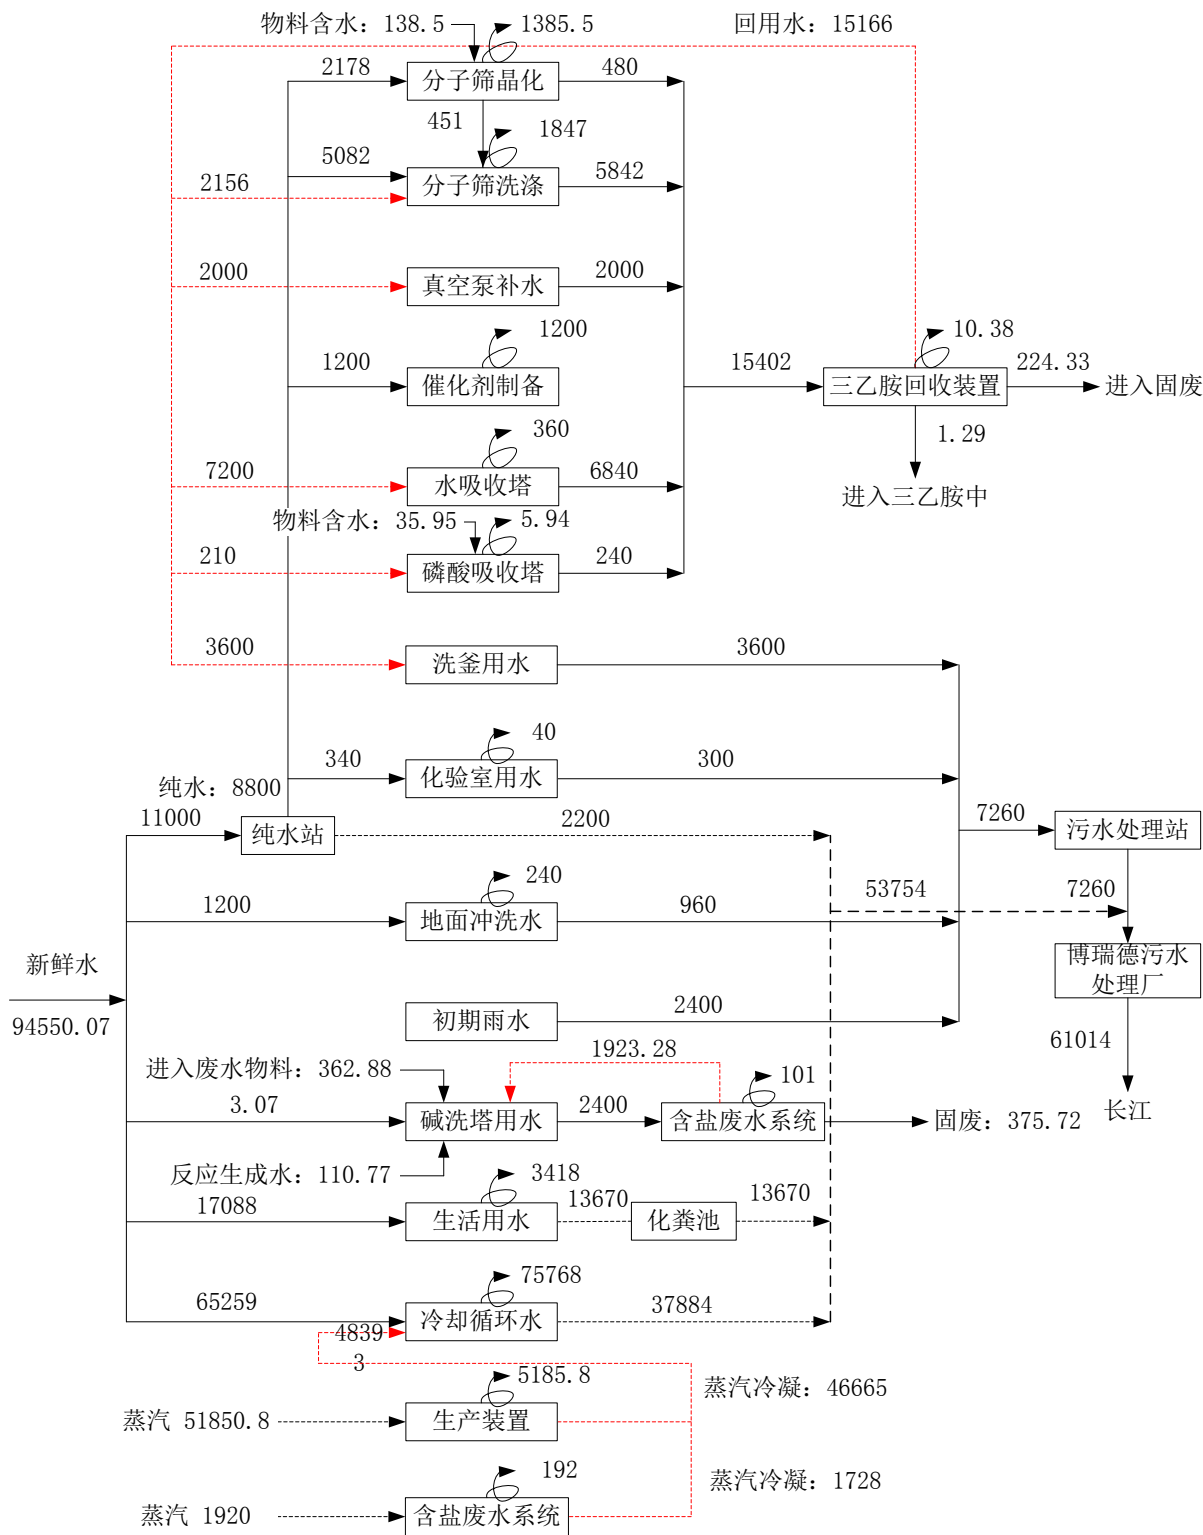 物料含水：138.5
1385.5
回用水：15166
2178
分子筛晶化
480
451
1847
5082
分子筛洗涤
5842
2156
2000
真空泵补水
2000
1200
10.38
1200
催化剂制备
15402
三乙胺回收装置
224.33
进入固废
360
1.29
7200
水吸收塔
6840
进入三乙胺中
物料含水：35.95
5.94
210
磷酸吸收塔
240
3600
洗釜用水
3600
40
340
化验室用水
300
纯水：8800
11000
纯水站
2200
7260
污水处理站
240
53754
7260
1200
地面冲洗水
960
新鲜水
博瑞德污水
处理厂
94550.07
初期雨水
2400
61014
1923.28
进入废水物料：362.88
101
3.07
碱洗塔用水
2400
含盐废水系统
固废：375.72
长江
反应生成水：110.77
3418
17088
生活用水
13670
化粪池
13670
75768
65259
冷却循环水
37884
4839
3
5185.8
蒸汽冷凝：46665
蒸汽 51850.8
生产装置
192
蒸汽冷凝：1728
蒸汽 1920
含盐废水系统